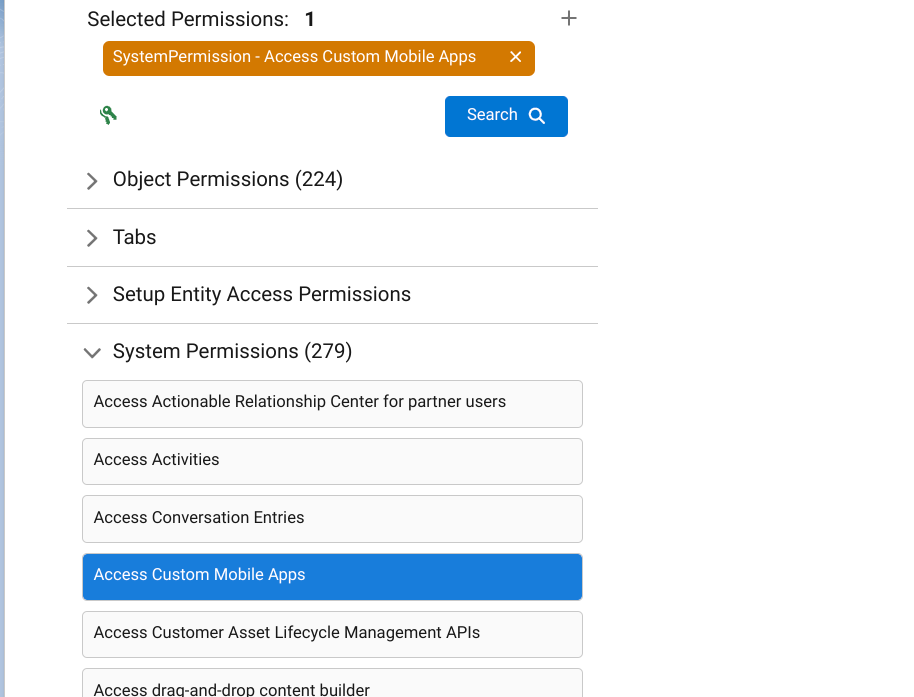 Selected Permissions: 1
SystemPermission - Access Custom Mobile Apps
Search
Object Permissions (224)
Tabs
Setup Entity Access Permissions
System Permissions (279)
Access Actionable Relationship Center for partner users
Access Activities
Access Conversation Entries
Access Custom Mobile Apps
Access Customer Asset Lifecycle Management APIs
Access drag-and-drop content builder